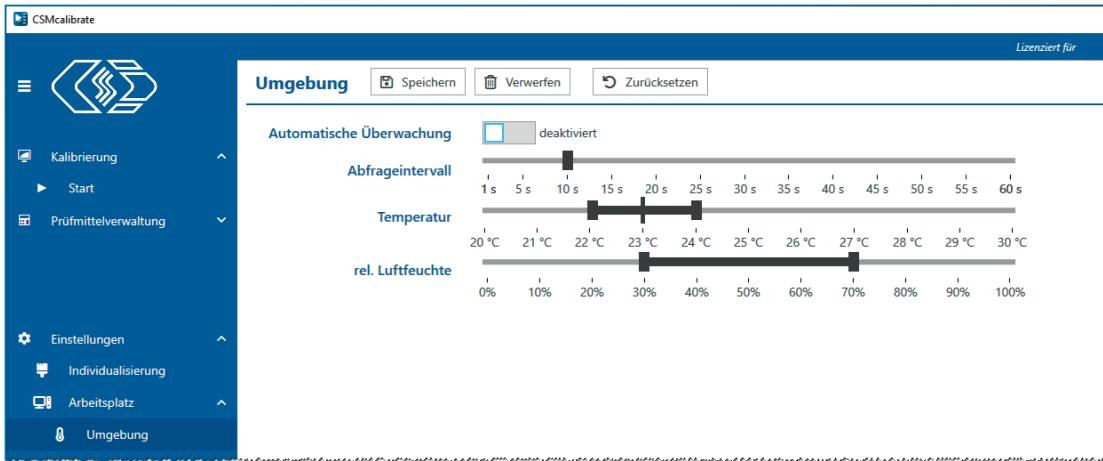 CSMcalibrate
Lizenziert für
Umgebung Speichern Verwerfen Zurücksetzen
Automatische Überwachung deaktiviert
Kalibrierung
Abfrageintervall
1 s 5 s 10 s 15 s 20 s 25 s 30 s 35 s 40 s 45 s 50 s 55 s 60 s
Start
Prüfmittelverwaltung
Temperatur
20 °C 21 °C 22 °C 23 °C 24 °C 25 °C 26 °C 27 °C 28 °C 29 °C 30 °C
rel. Luftfeuchte
0% 10% 20% 30% 40% 50% 60% 70% 80% 90% 100%
Einstellungen
Individualisierung
Arbeitsplatz
Umgebung